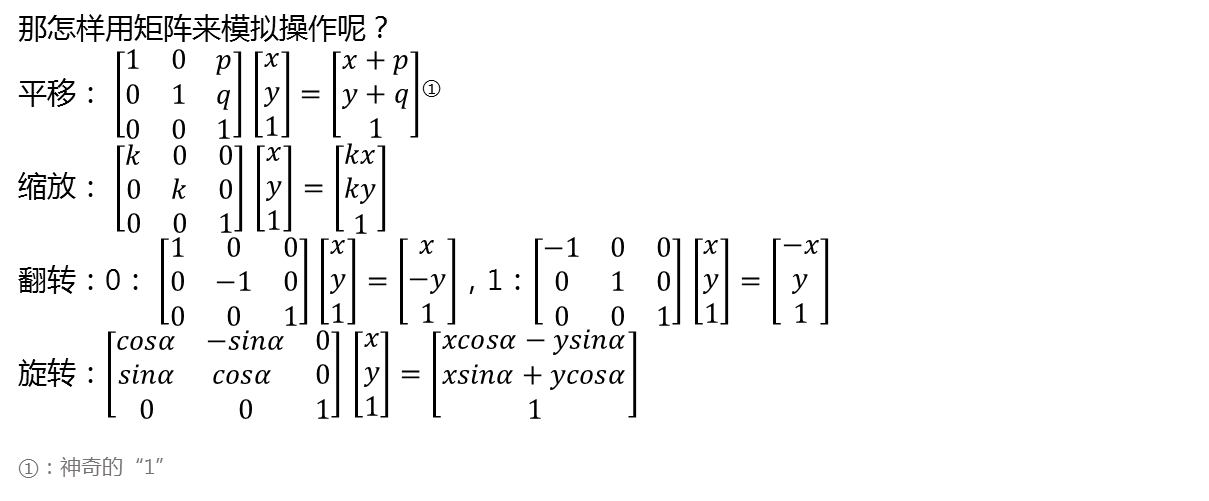 那怎样用矩阵来模拟操作呢？
平移： [1 0 p; 0 1 q; 0 0 1] [x; y; 1] = [x + p; y + q; 1] ①
缩放： [k 0 0; 0 k 0; 0 0 1] [x; y; 1] = [kx; ky; 1]
翻转：0： [1 0 0; 0 −1 0; 0 0 1] [x; y; 1] = [x; −y; 1] ，1： [−1 0 0; 0 1 0; 0 0 1] [x; y; 1] = [−x; y; 1]
旋转： [cosα −sinα 0; sinα cosα 0; 0 0 1] [x; y; 1] = [xcosα − ysinα; xsinα + ycosα; 1]
①：神奇的“1”